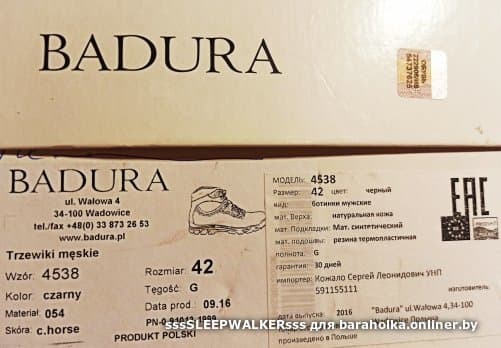 BADURA
BADURA
ul. Wałowa 4
34-100 Wadowice
tel./fax +48(0) 33 873 26 53
www.badura.pl
Trzewiki męskie
Wzór: 4538
Rozmiar: 42
Kolor: czarny
Tęgość: G
Materiał: 054
Data prod. 09.16
Skóra: c.horse
PRODUKT POLSKI
МОДЕЛЬ: 4538
Размер: 42 цвет: черный
вид: ботинки мужские
мат. Верха: натуральная кожа
мат. Подкладки: Мат. синтетический
мат. подошвы: резина термопластичная
полнота: G
гарантия: 30 дней
импортер: Кожало Сергей Леонидович УНП
591155111
изготовитель:
дата выпуска: 2016 "Badura" ul.Wałowa 4,34-100
произведено в Польше
EAC
sssSLEEPWALKERsss для baraholka.onliner.by